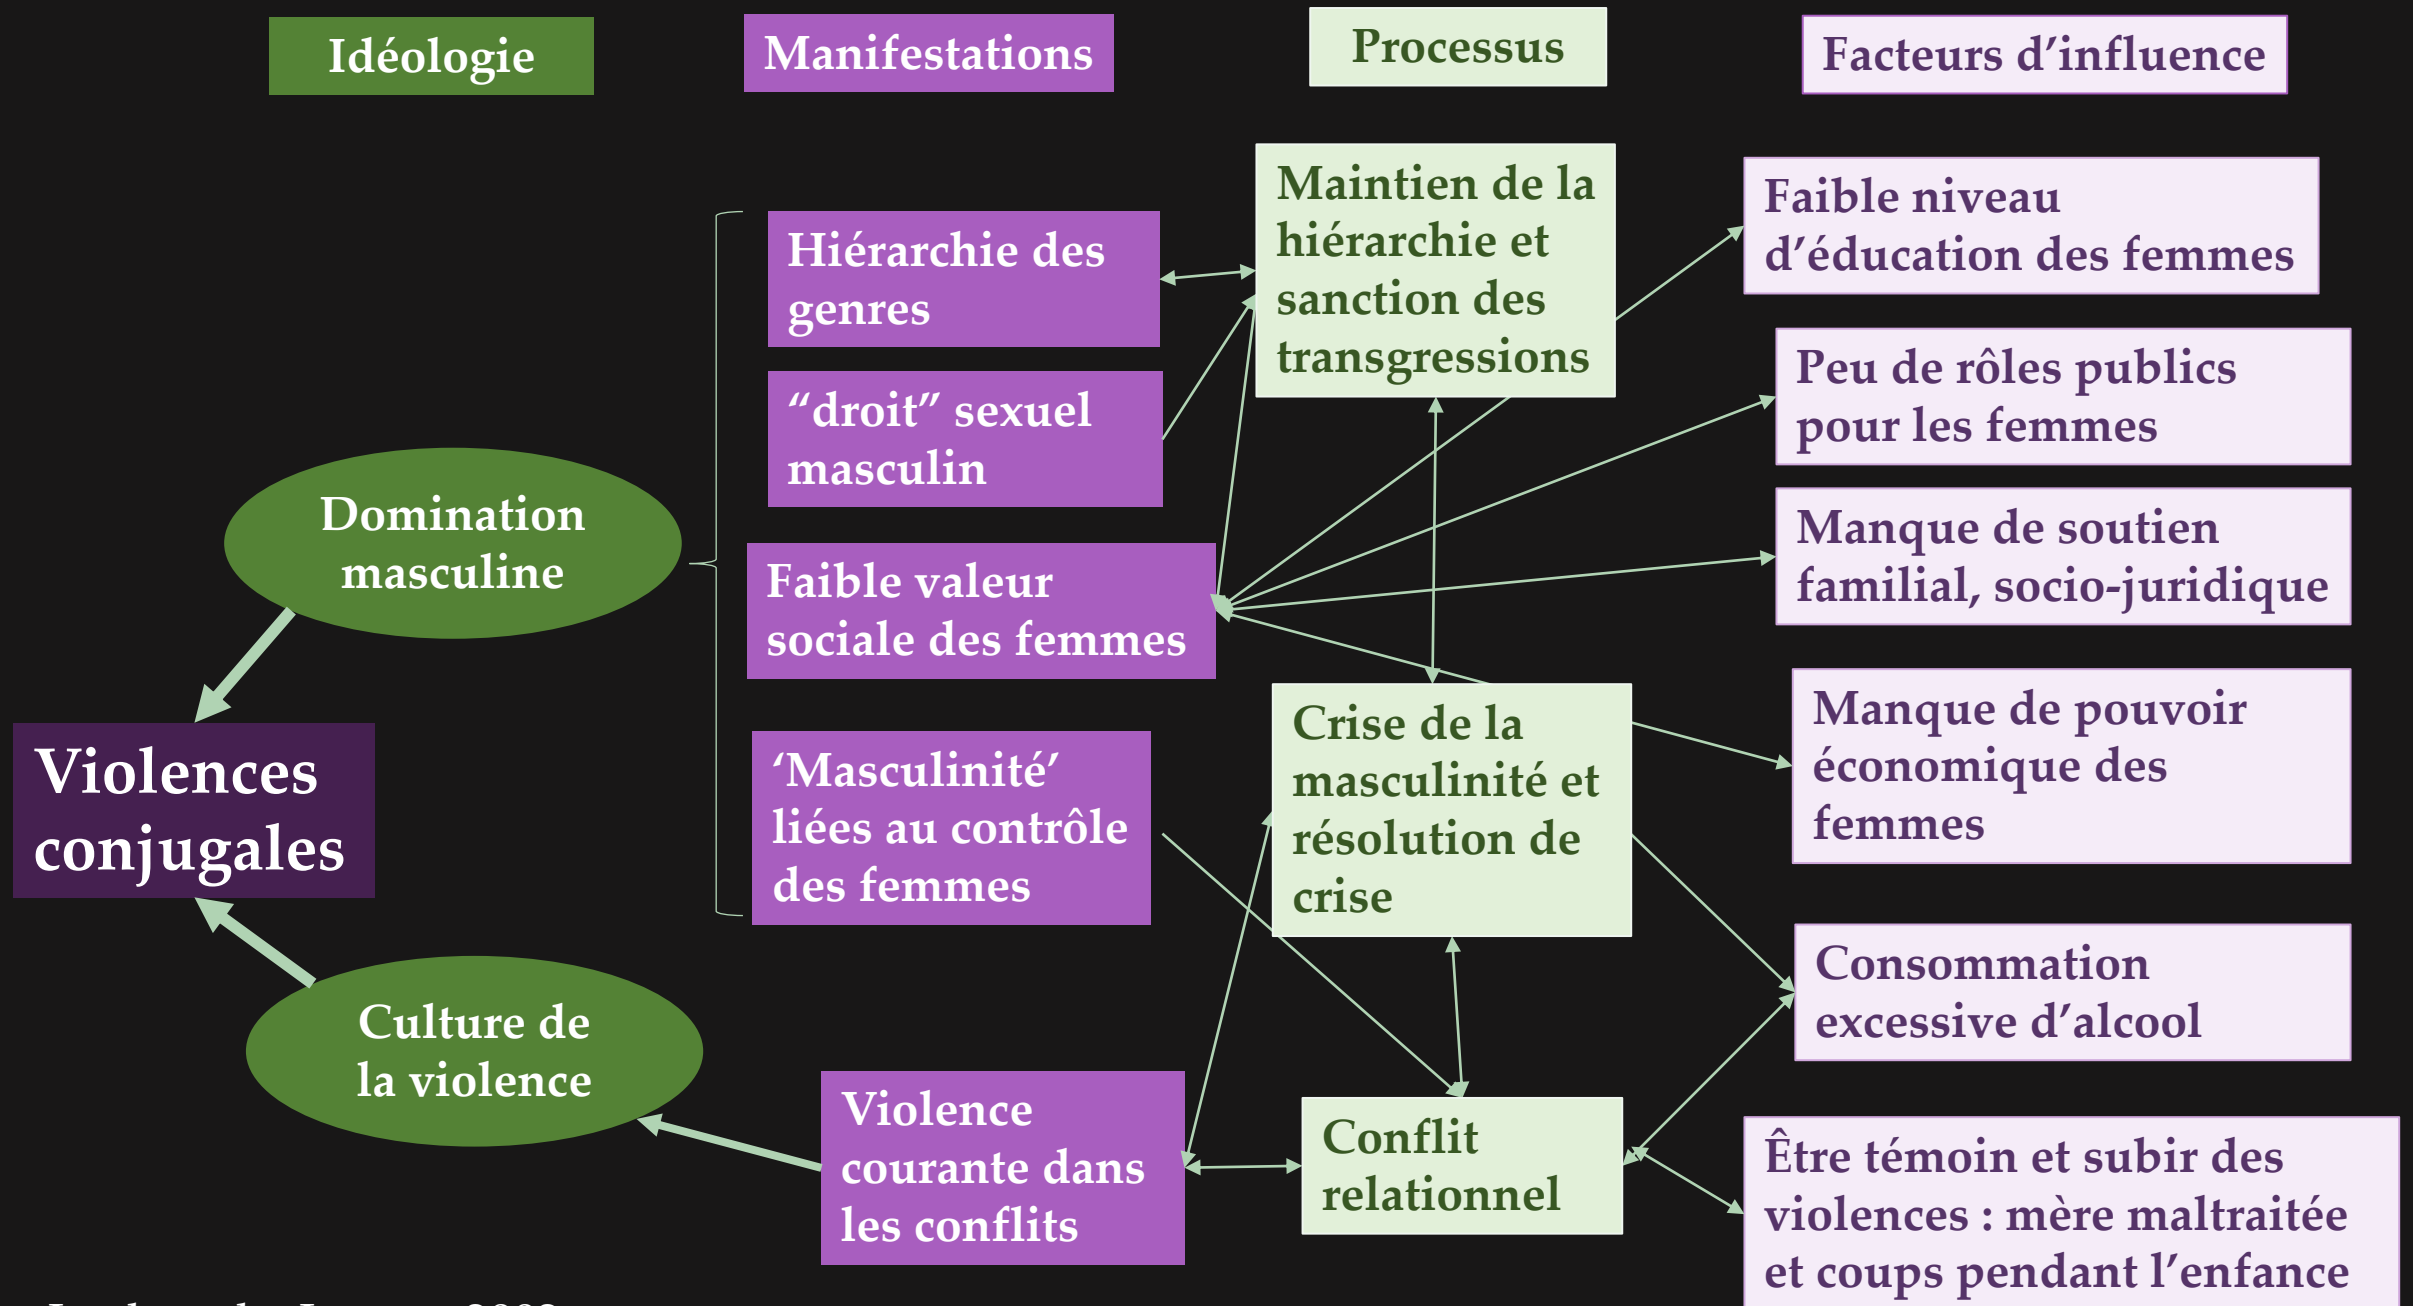 Idéologie
Manifestations
Processus
Facteurs d’influence
Hiérarchie des
genres
“droit” sexuel
masculin
Faible valeur
sociale des femmes
‘Masculinité’
liées au contrôle
des femmes
Violence
courante dans
les conflits
Maintien de la
hiérarchie et
sanction des
transgressions
Crise de la
masculinité et
résolution de
crise
Conflit
relationnel
Faible niveau
d’éducation des femmes
Peu de rôles publics
pour les femmes
Manque de soutien
familial, socio-juridique
Manque de pouvoir
économique des
femmes
Consommation
excessive d’alcool
Être témoin et subir des
violences : mère maltraitée
et coups pendant l’enfance
Domination
masculine
Violences
conjugales
Culture de
la violence